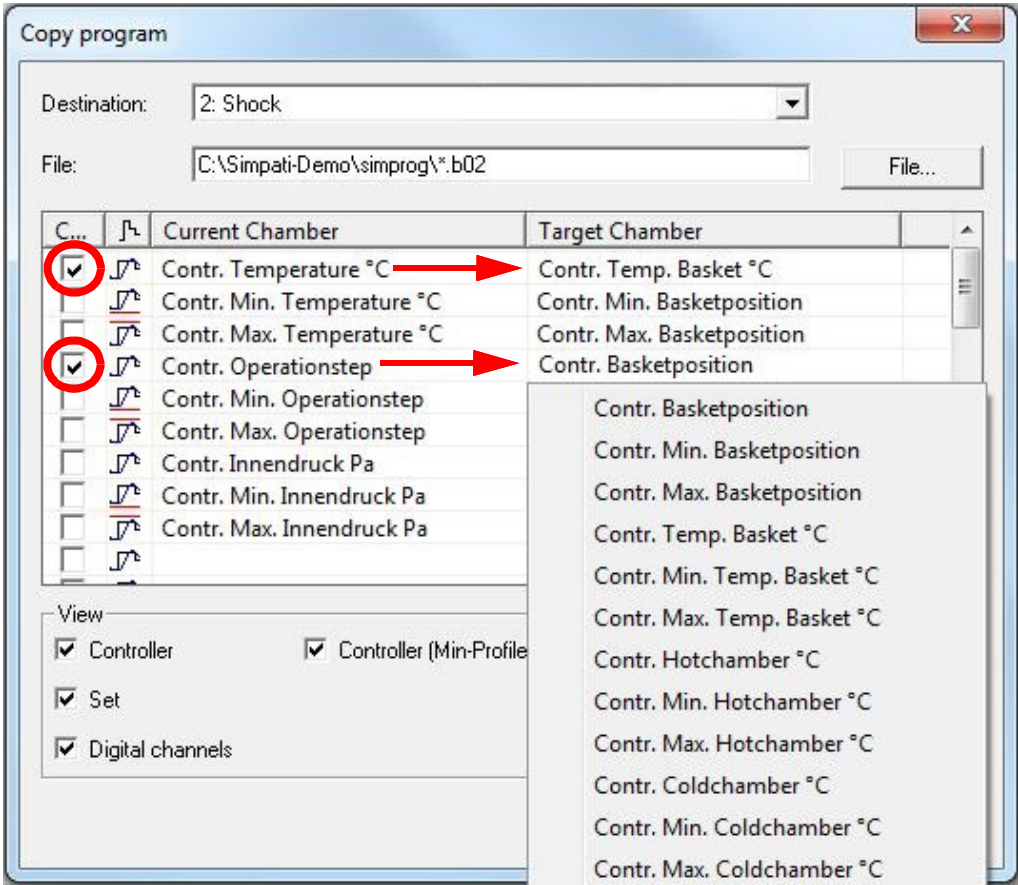 Copy program
Destination: 2: Shock
File: C:\Simpati-Demo\simprog\*.b02 File...
C... Current Chamber Target Chamber
Contr. Temperature °C Contr. Temp. Basket °C
Contr. Min. Temperature °C Contr. Min. Basketposition
Contr. Max. Temperature °C Contr. Max. Basketposition
Contr. Operationstep Contr. Basketposition
Contr. Min. Operationstep
Contr. Max. Operationstep
Contr. Innendruck Pa
Contr. Min. Innendruck Pa
Contr. Max. Innendruck Pa
Contr. Basketposition
Contr. Min. Basketposition
Contr. Max. Basketposition
Contr. Temp. Basket °C
Contr. Min. Temp. Basket °C
Contr. Max. Temp. Basket °C
Contr. Hotchamber °C
Contr. Min. Hotchamber °C
Contr. Max. Hotchamber °C
Contr. Coldchamber °C
Contr. Min. Coldchamber °C
Contr. Max. Coldchamber °C
View
Controller Controller (Min-Profile
Set
Digital channels